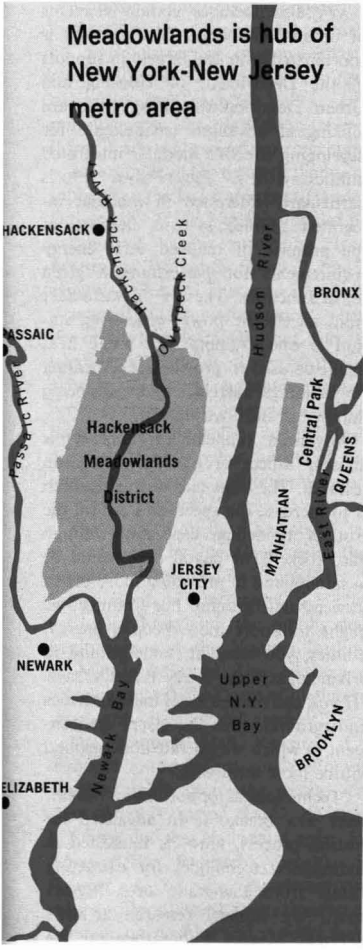 Meadowlands is hub of
New York-New Jersey
metro area
Hackensack River
HACKENSACK
Overpeck Creek
Hudson River
BRONX
PASSAIC
Passaic River
Hackensack
Meadowlands
District
Central Park
QUEENS
East River
MANHATTAN
JERSEY
CITY
NEWARK
Upper
N.Y.
Bay
Newark Bay
BROOKLYN
ELIZABETH